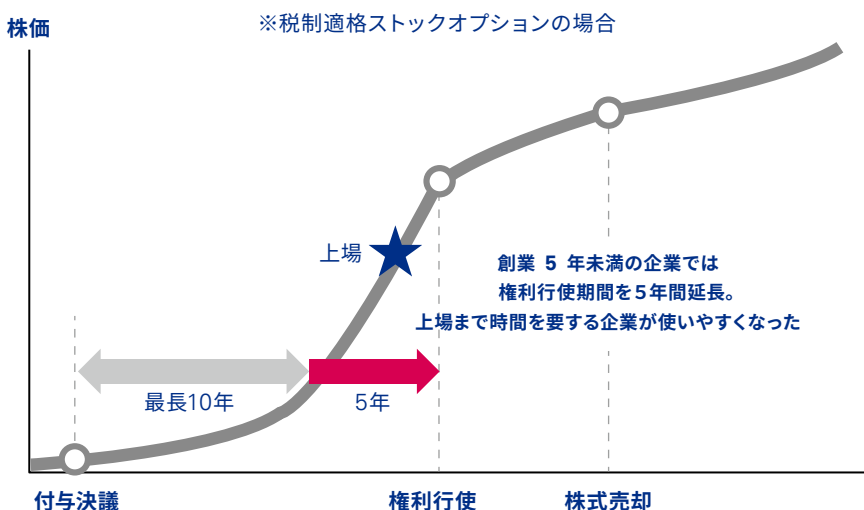 株価
※税制適格ストックオプションの場合
上場
創業 5 年未満の企業では
権利行使期間を5年間延長。
上場まで時間を要する企業が使いやすくなった
最長10年
5年
付与決議
権利行使
株式売却